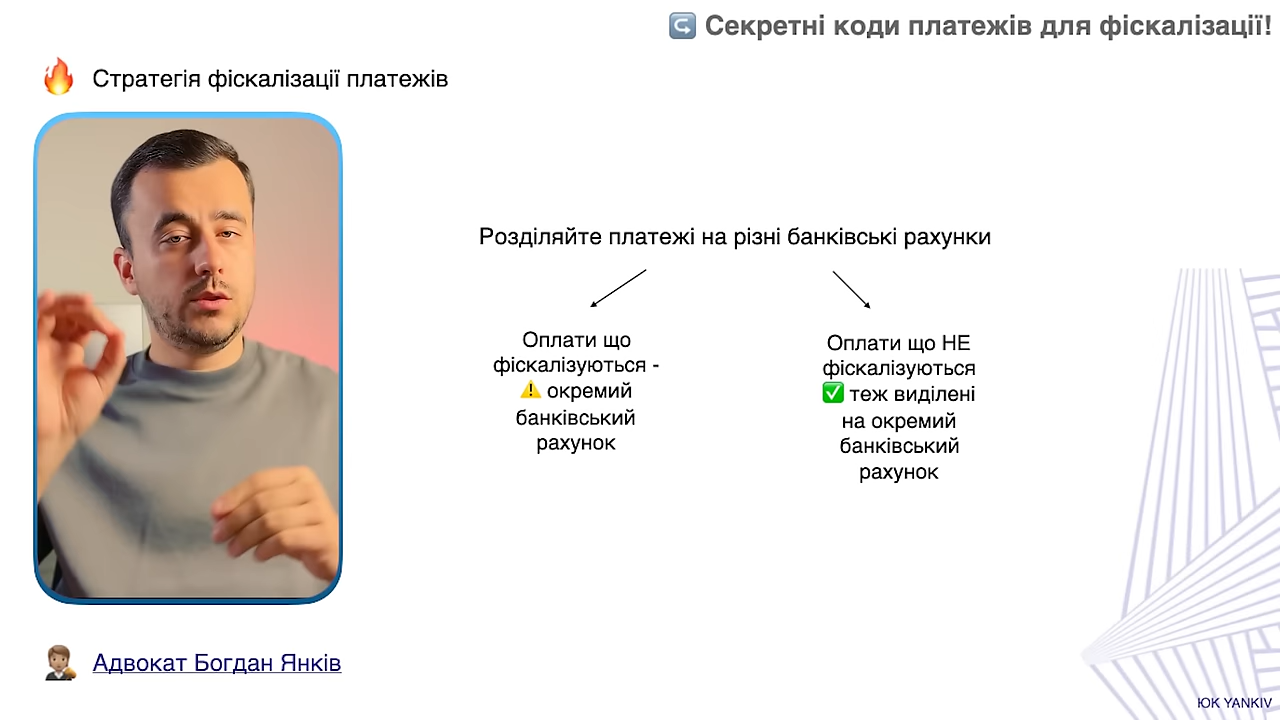 Секретні коди платежів для фіскалізації!
Стратегія фіскалізації платежів
Розділяйте платежі на різні банківські рахунки
Оплати що
фіскалізуються -
окремий
банківський
рахунок
Оплати що НЕ
фіскалізуються
теж виділені
на окремий
банківський
рахунок
Адвокат Богдан Янків
ЮК YANKIV